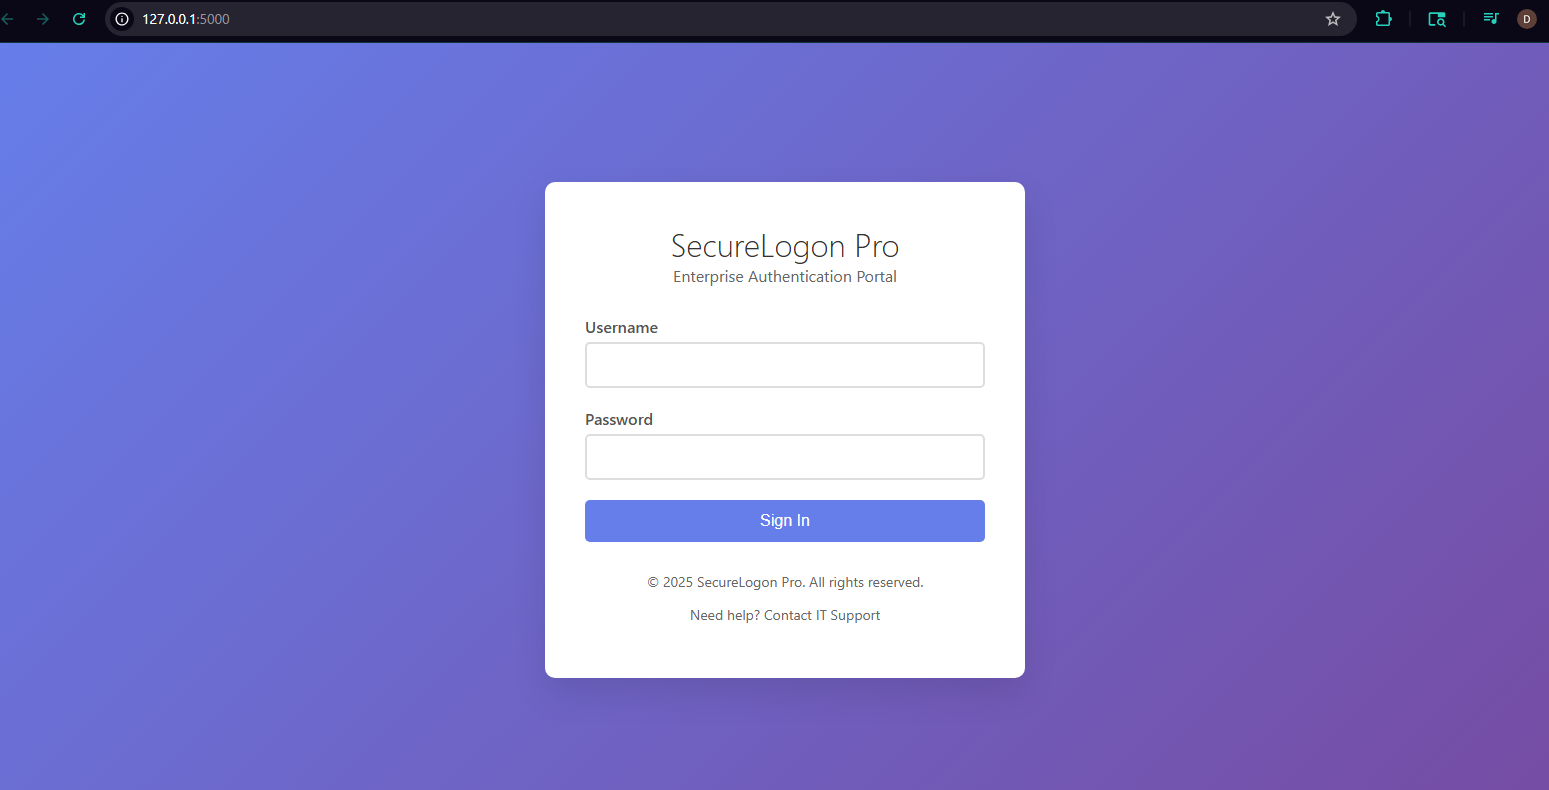 127.0.0.1:5000
D
SecureLogon Pro
Enterprise Authentication Portal
Username
Password
Sign In
© 2025 SecureLogon Pro. All rights reserved.
Need help? Contact IT Support